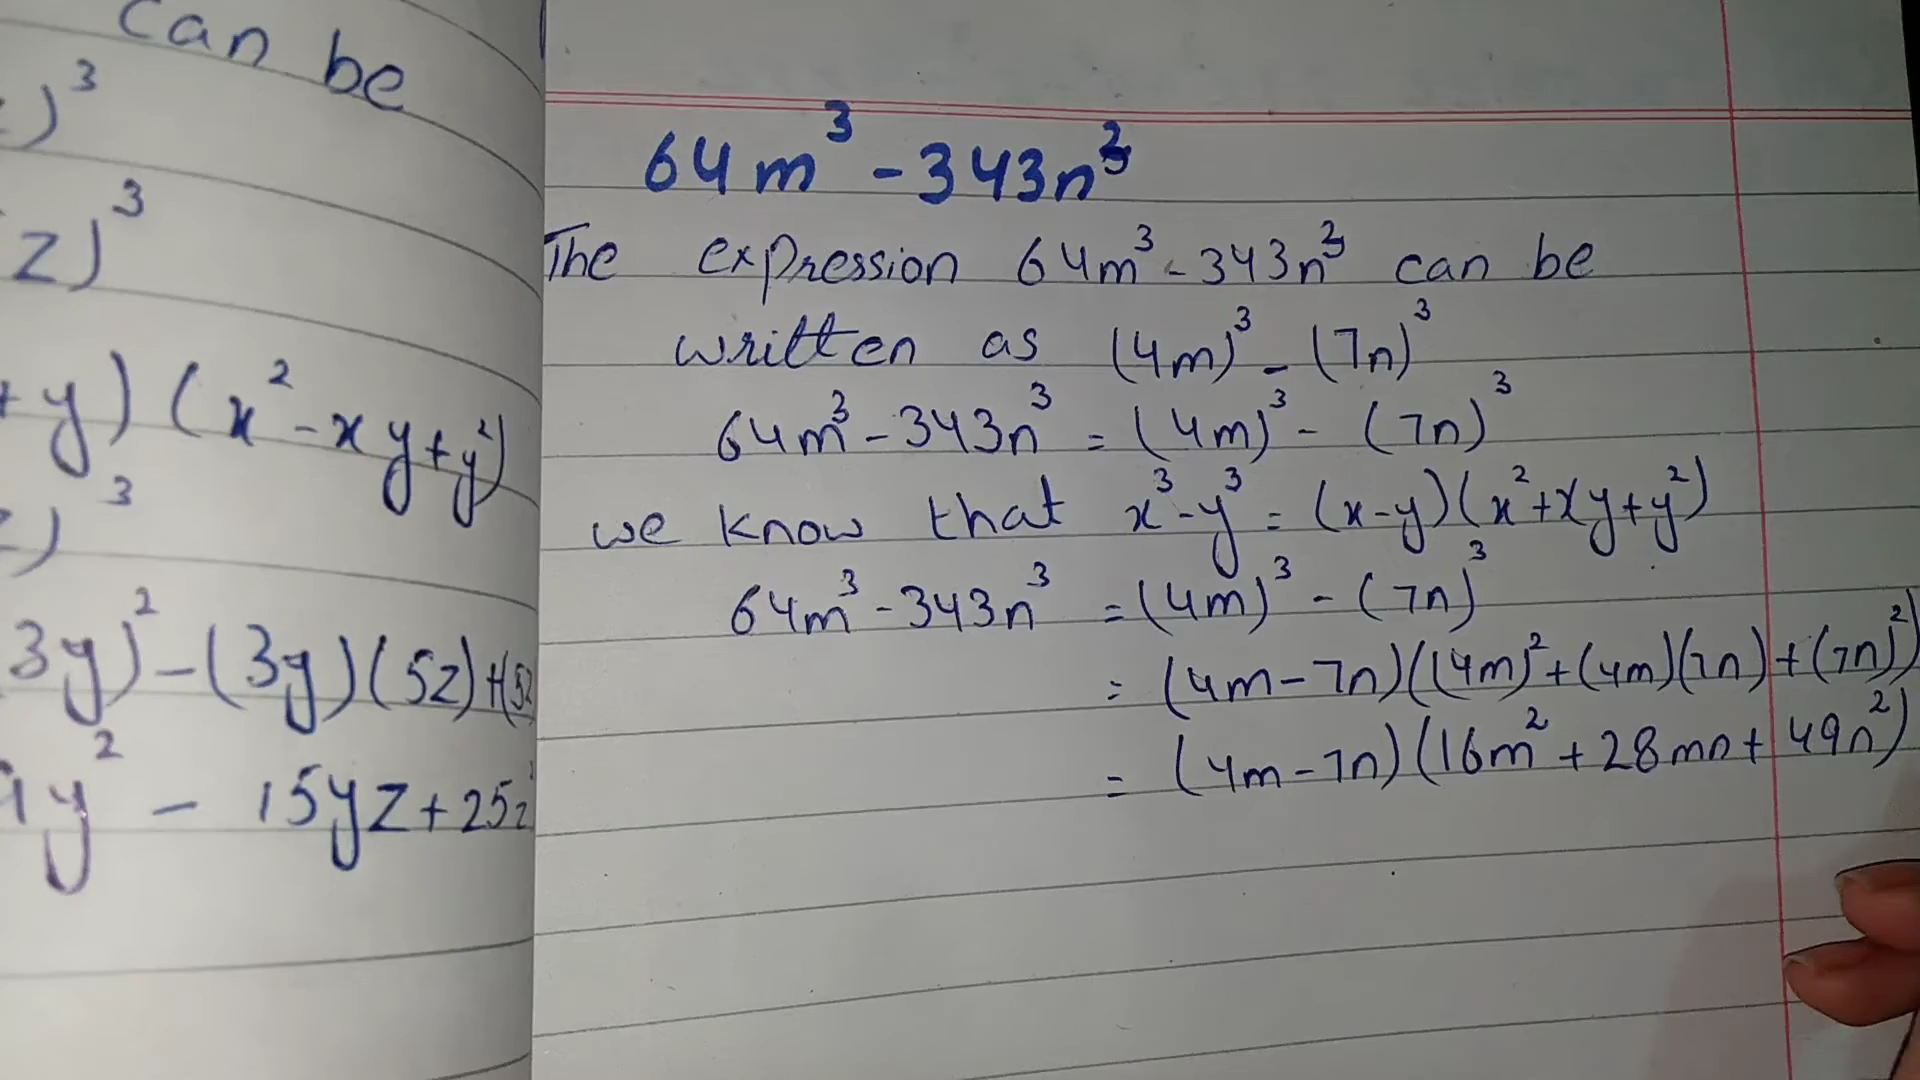 can be
)³
z)³
+y) (x²-xy+y²)
)³
3y)²-(3y)(5z)+(5z
y² - 15yz+25z²
64m³-343n³
The expression 64m³-343n³ can be
written as (4m)³-(7n)³
64m³-343n³ = (4m)³-(7n)³
we know that x³-y³ = (x-y)(x²+xy+y²)
64m³-343n³ = (4m)³-(7n)³
= (4m-7n)((4m)²+(4m)(7n)+(7n)²)
= (4m-7n)(16m²+28mn+49n²)